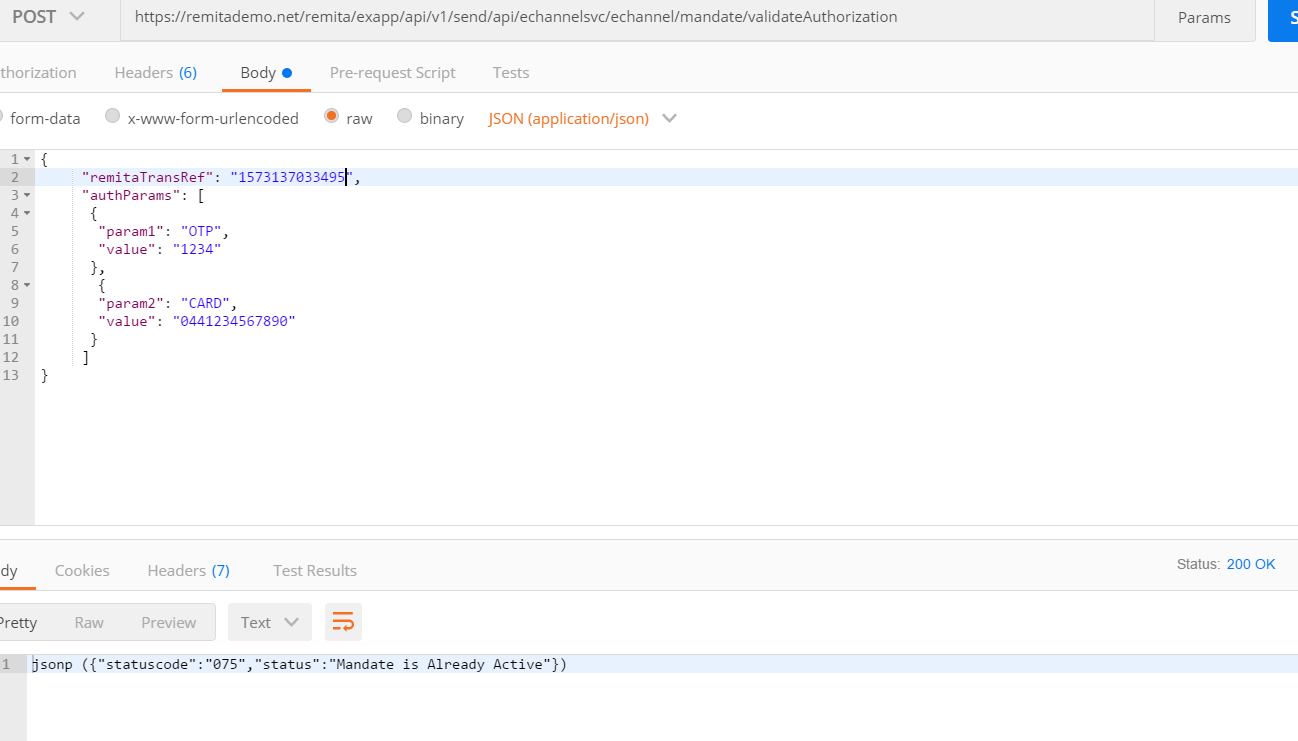 POST https://remitademo.net/remita/exapp/api/v1/send/api/echannelsvc/echannel/mandate/validateAuthorization Params S
thorization Headers (6) Body Pre-request Script Tests
form-data x-www-form-urlencoded raw binary JSON (application/json)
1 {
2 "remitaTransRef": "1573137033495",
3 "authParams": [
4 {
5 "param1": "OTP",
6 "value": "1234"
7 },
8 {
9 "param2": "CARD",
10 "value": "0441234567890"
11 }
12 ]
13 }
dy Cookies Headers (7) Test Results Status: 200 OK
Pretty Raw Preview Text
1 jsonp ({"statuscode":"075","status":"Mandate is Already Active"})